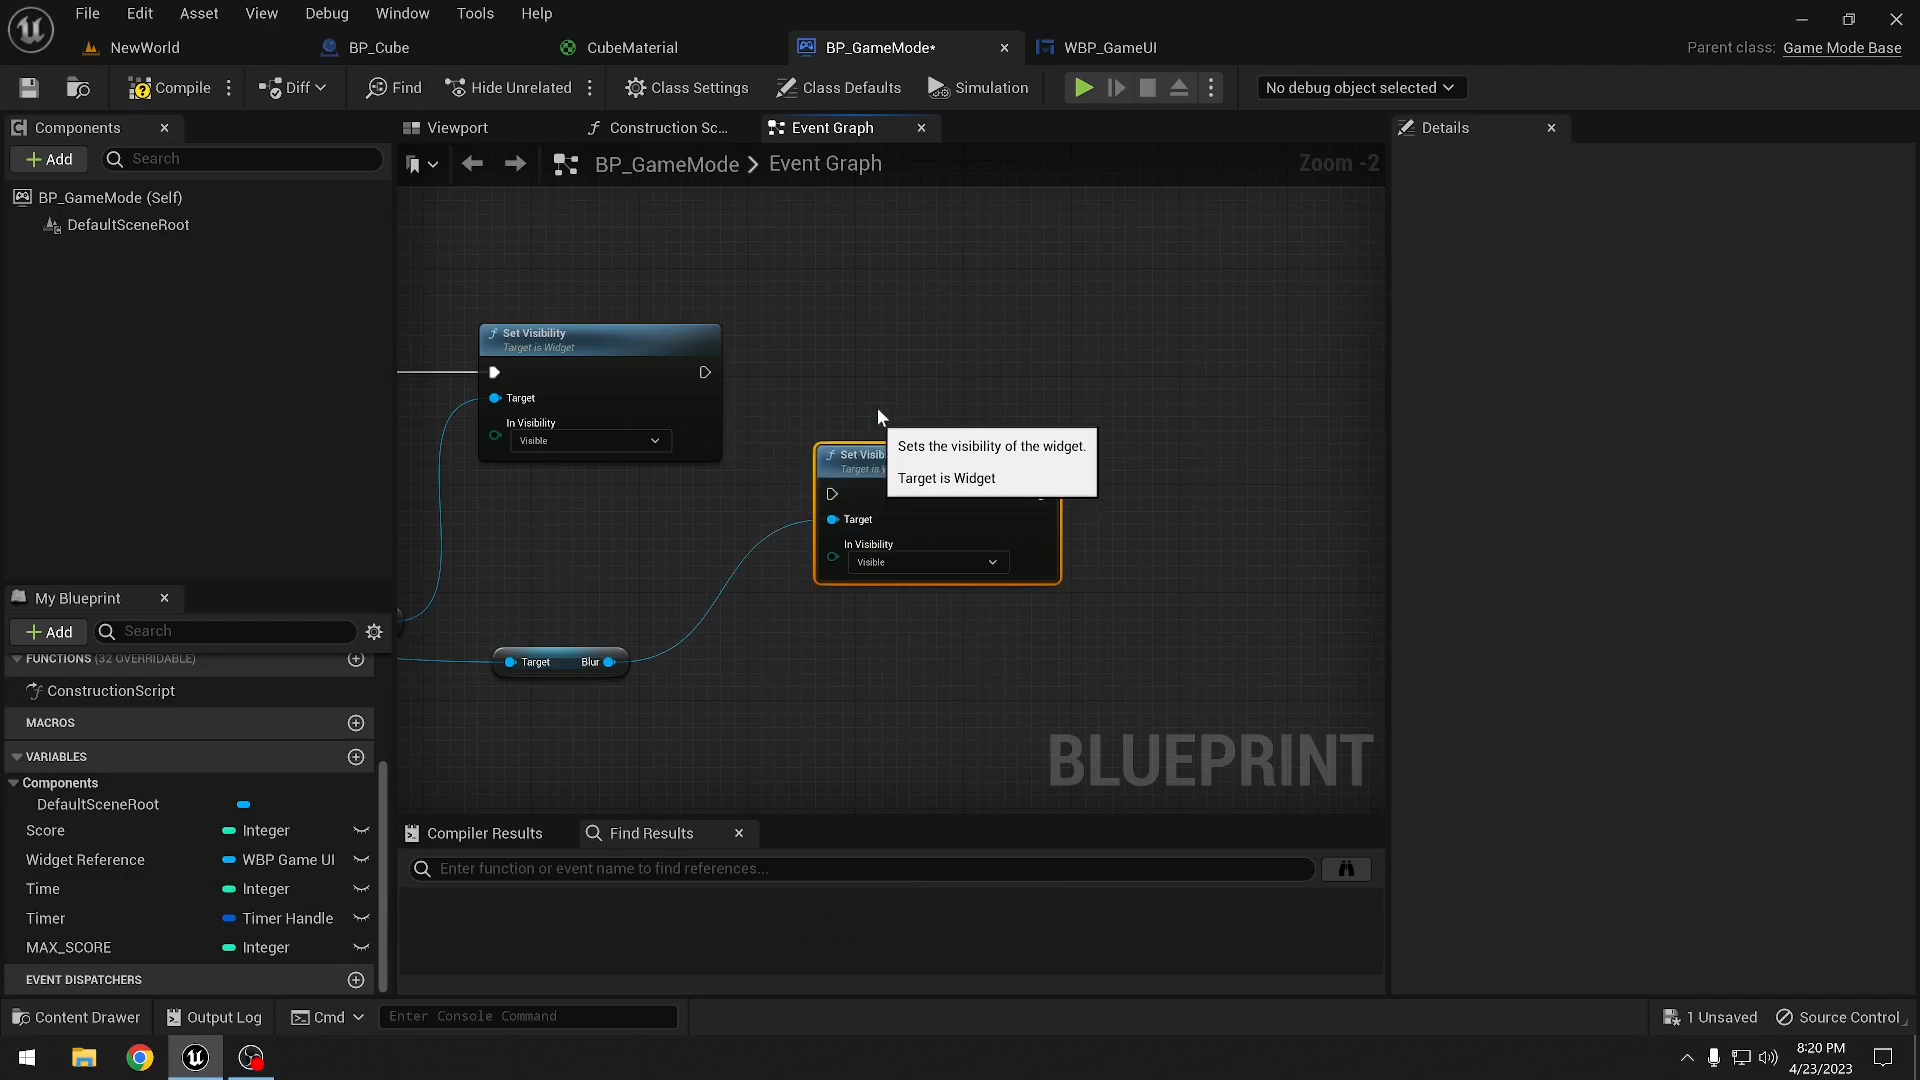 File Edit Asset View Debug Window Tools Help
NewWorld BP_Cube CubeMaterial BP_GameMode* WBP_GameUI Parent class: Game Mode Base
Compile Diff Find Hide Unrelated Class Settings Class Defaults Simulation No debug object selected
Components Viewport Construction Sc... Event Graph Details
Add Search BP_GameMode Event Graph Zoom -2
BP_GameMode (Self)
DefaultSceneRoot
Set Visibility
Target is Widget
Target
In Visibility
Visible
Set Visib
Target is W
Sets the visibility of the widget.
Target is Widget
Target
In Visibility
Visible
Target Blur
BLUEPRINT
My Blueprint
Add Search
FUNCTIONS (32 OVERRIDABLE)
ConstructionScript
MACROS
VARIABLES
Components
DefaultSceneRoot
Score Integer
Widget Reference WBP Game UI
Time Integer
Timer Timer Handle
MAX_SCORE Integer
EVENT DISPATCHERS
Compiler Results Find Results
Enter function or event name to find references...
Content Drawer Output Log Cmd Enter Console Command 1 Unsaved Source Control
8:20 PM
4/23/2023